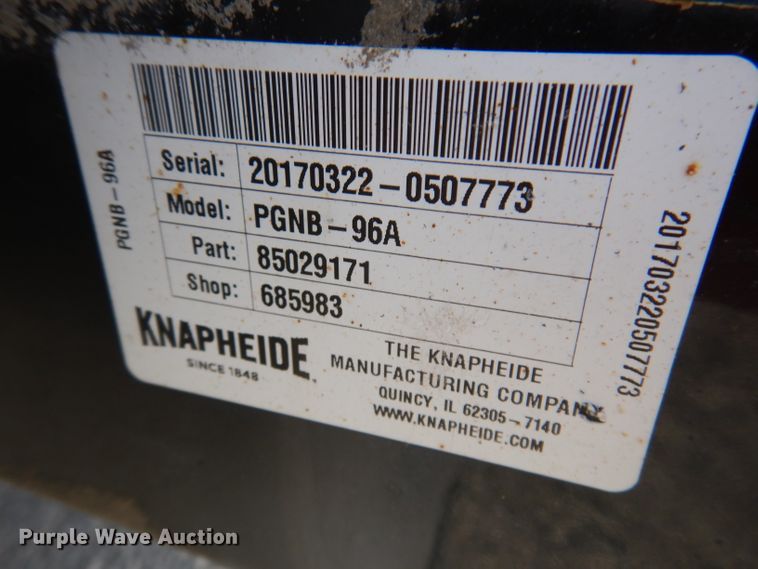 PGNB-96A
Serial: 20170322-0507773
Model: PGNB-96A
Part: 85029171
Shop: 685983
KNAPHEIDE
SINCE 1848
THE KNAPHEIDE
MANUFACTURING COMPANY
QUINCY, IL 62305-7140
WWW.KNAPHEIDE.COM
201703220507773
Purple Wave Auction